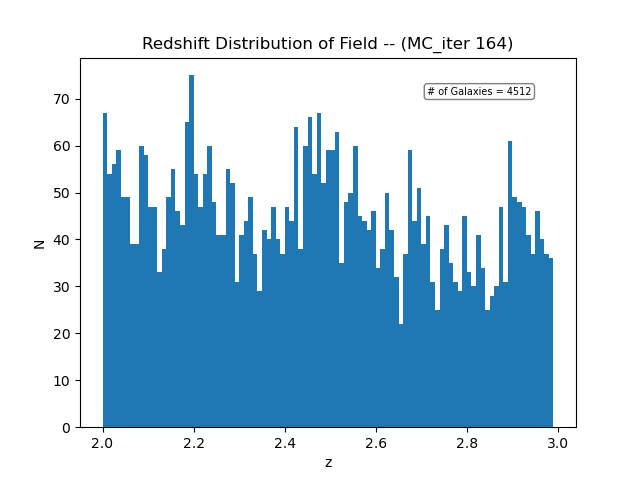 Redshift Distribution of Field -- (MC_iter 164)
# of Galaxies = 4512
70
60
50
40
30
20
10
0
N
2.0 2.2 2.4 2.6 2.8 3.0
z